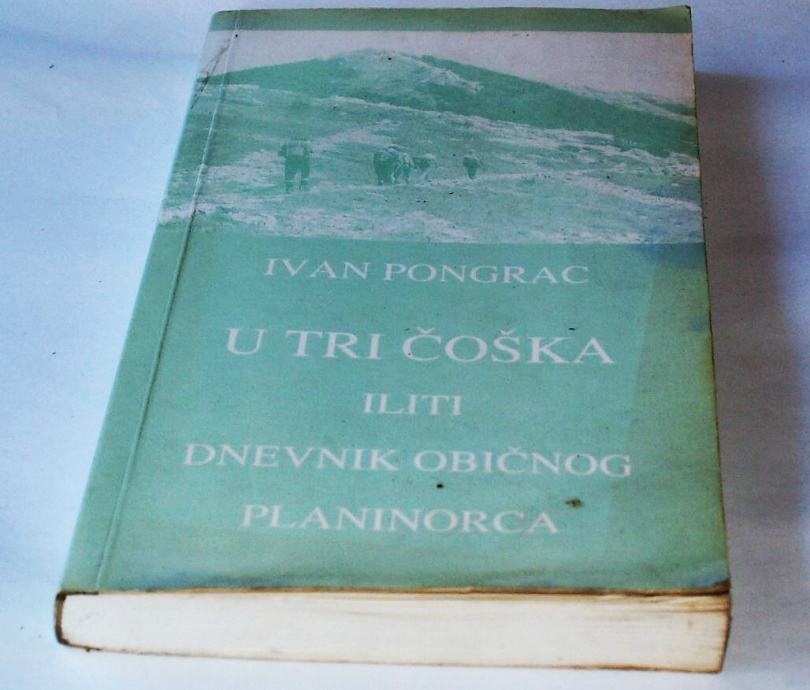 IVAN PONGRAC
U TRI ČOŠKA
ILITI
DNEVNIK OBIČNOG
PLANINORCA